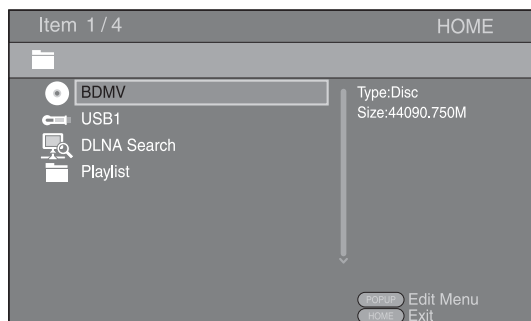 Item 1/4
HOME
BDMV
USB1
DLNA Search
Playlist
Type:Disc
Size:44090.750M
POPUP Edit Menu
HOME Exit